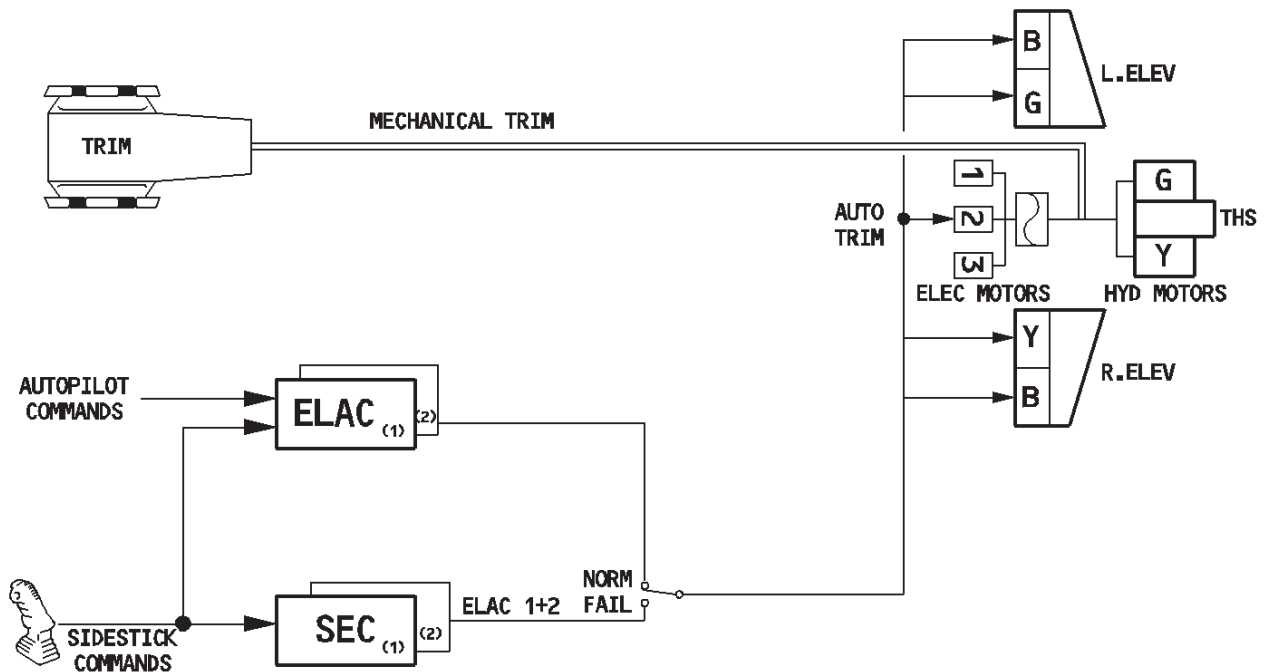 B
G
L.ELEV
MECHANICAL TRIM
TRIM
1
2
3
AUTO
TRIM
ELEC MOTORS
G
Y
THS
HYD MOTORS
Y
B
R.ELEV
AUTOPILOT
COMMANDS
ELAC (1) (2)
NORM
FAIL
ELAC 1+2
SEC (1) (2)
SIDESTICK
COMMANDS